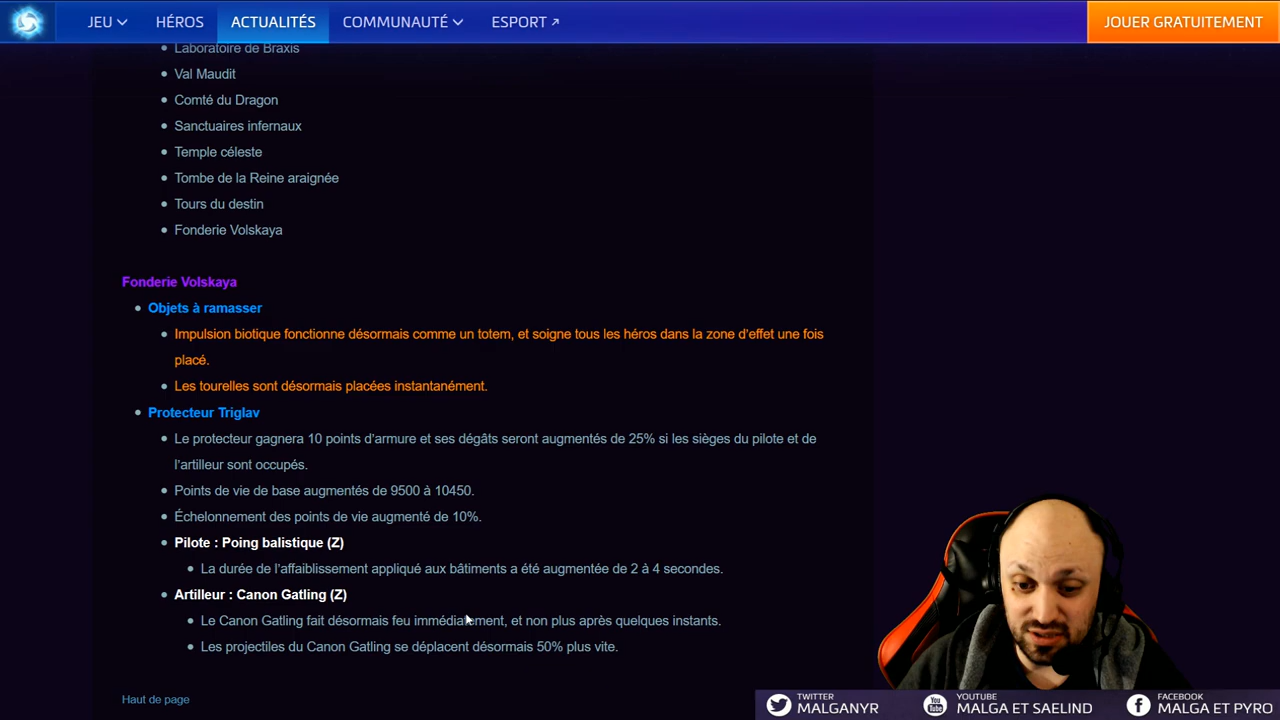 JEU HÉROS ACTUALITÉS COMMUNAUTÉ ESPORT JOUER GRATUITEMENT
Laboratoire de Braxis
Val Maudit
Comté du Dragon
Sanctuaires infernaux
Temple céleste
Tombe de la Reine araignée
Tours du destin
Fonderie Volskaya
Fonderie Volskaya
Objets à ramasser
Impulsion biotique fonctionne désormais comme un totem, et soigne tous les héros dans la zone d'effet une fois
placé.
Les tourelles sont désormais placées instantanément.
Protecteur Triglav
Le protecteur gagnera 10 points d'armure et ses dégâts seront augmentés de 25% si les sièges du pilote et de
l'artilleur sont occupés.
Points de vie de base augmentés de 9500 à 10450.
Échelonnement des points de vie augmenté de 10%.
Pilote : Poing balistique (Z)
La durée de l'affaiblissement appliqué aux bâtiments a été augmentée de 2 à 4 secondes.
Artilleur : Canon Gatling (Z)
Le Canon Gatling fait désormais feu immédiatement, et non plus après quelques instants.
Les projectiles du Canon Gatling se déplacent désormais 50% plus vite.
Haut de page
TWITTER
MALGANYR
You Tube
YOUTUBE
MALGA ET SAELIND
FACEBOOK
MALGA ET PYRO